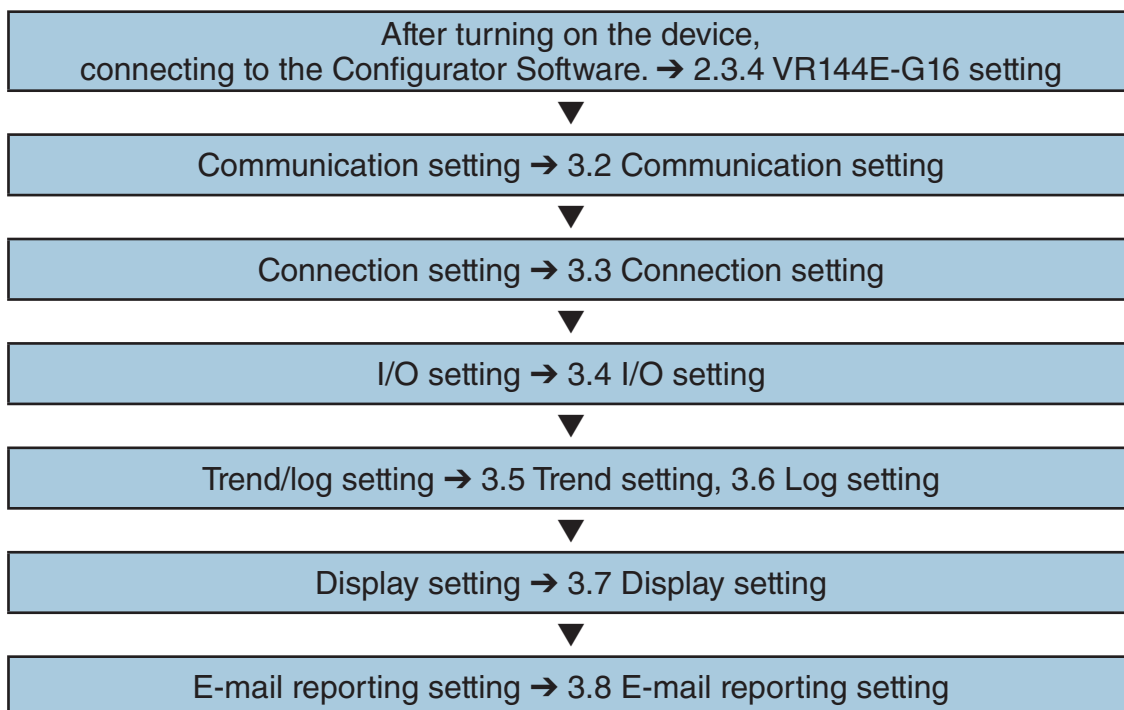 After turning on the device,
connecting to the Configurator Software. ➔ 2.3.4 VR144E-G16 setting
▼
Communication setting ➔ 3.2 Communication setting
▼
Connection setting ➔ 3.3 Connection setting
▼
I/O setting ➔ 3.4 I/O setting
▼
Trend/log setting ➔ 3.5 Trend setting, 3.6 Log setting
▼
Display setting ➔ 3.7 Display setting
▼
E-mail reporting setting ➔ 3.8 E-mail reporting setting